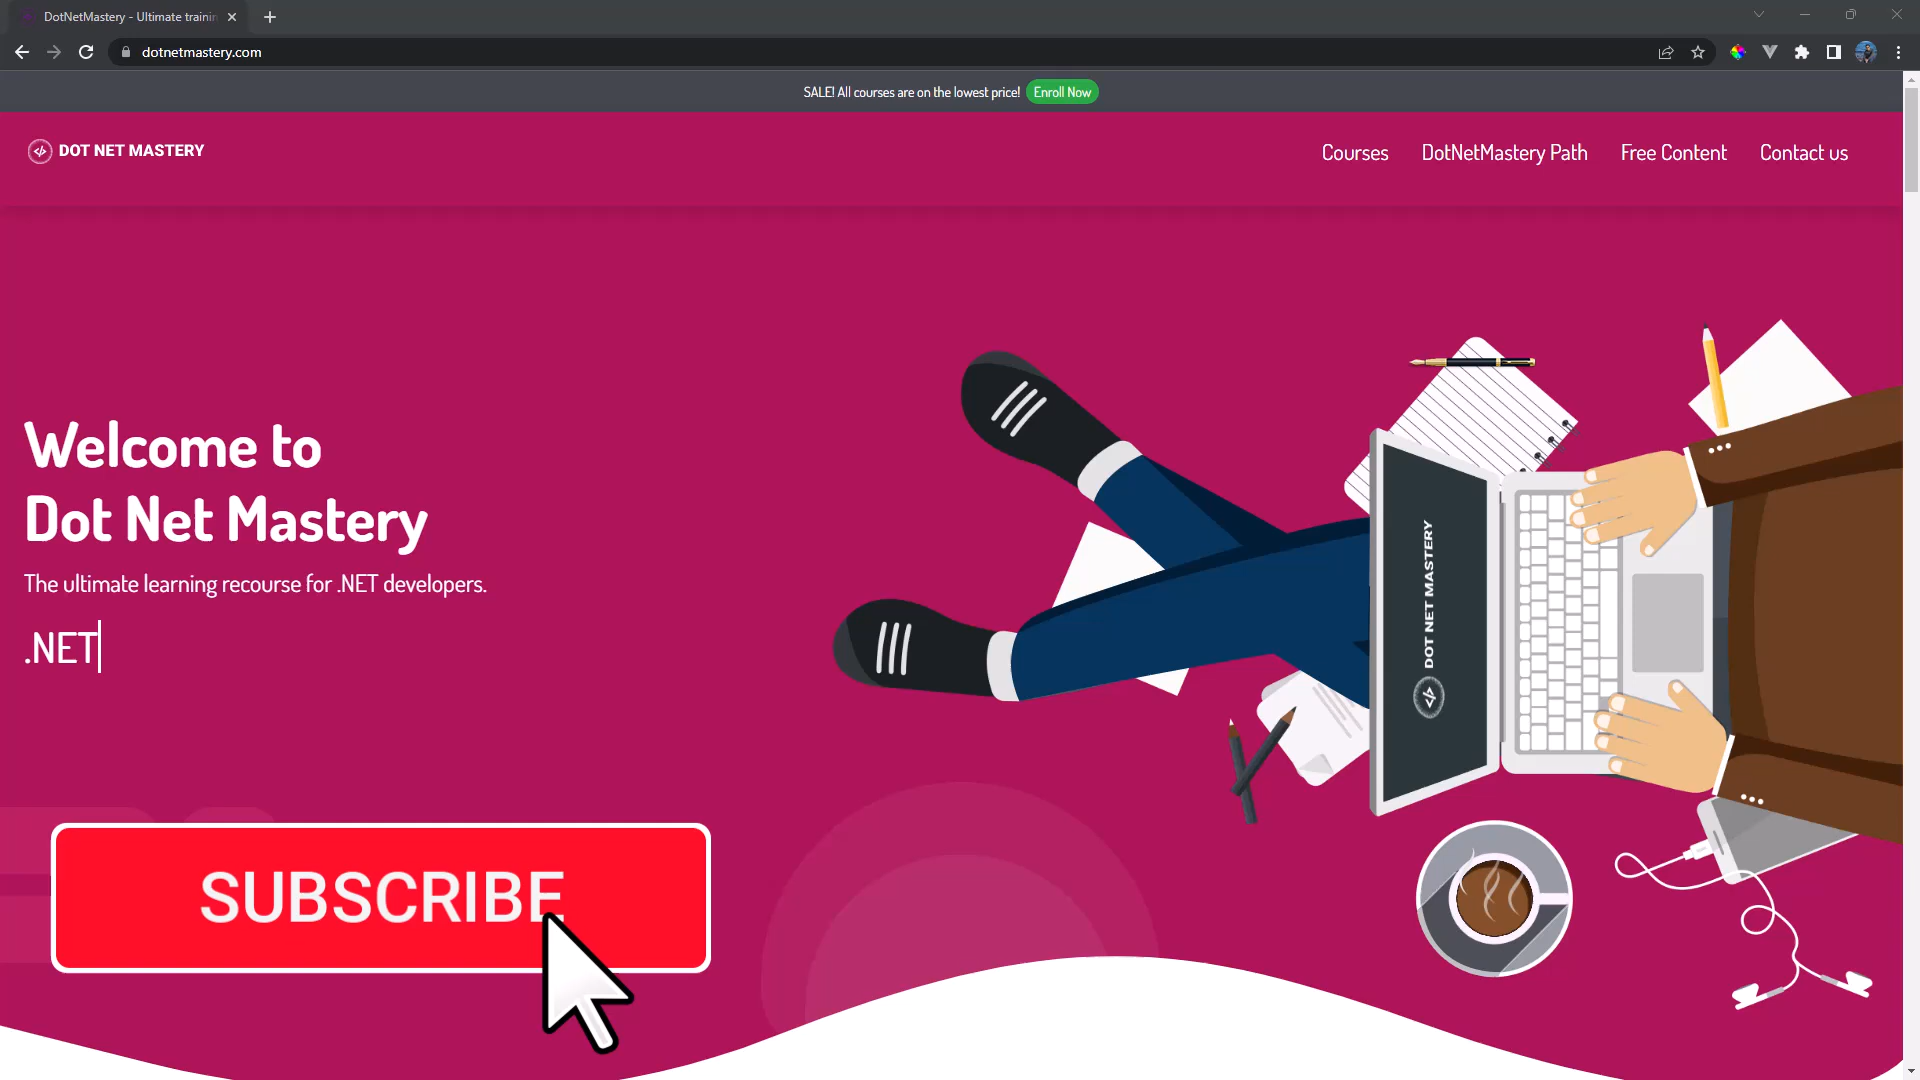 DotNetMastery - Ultimate trainin
dotnetmastery.com
SALE! All courses are on the lowest price! Enroll Now
DOT NET MASTERY
Courses DotNetMastery Path Free Content Contact us
Welcome to
Dot Net Mastery
The ultimate learning recourse for .NET developers.
.NET
DOT NET MASTERY
SUBSCRIBE